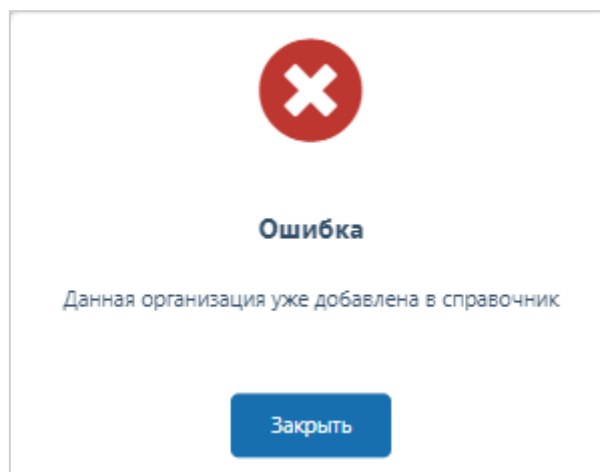 Ошибка
Данная организация уже добавлена в справочник
Закрыть